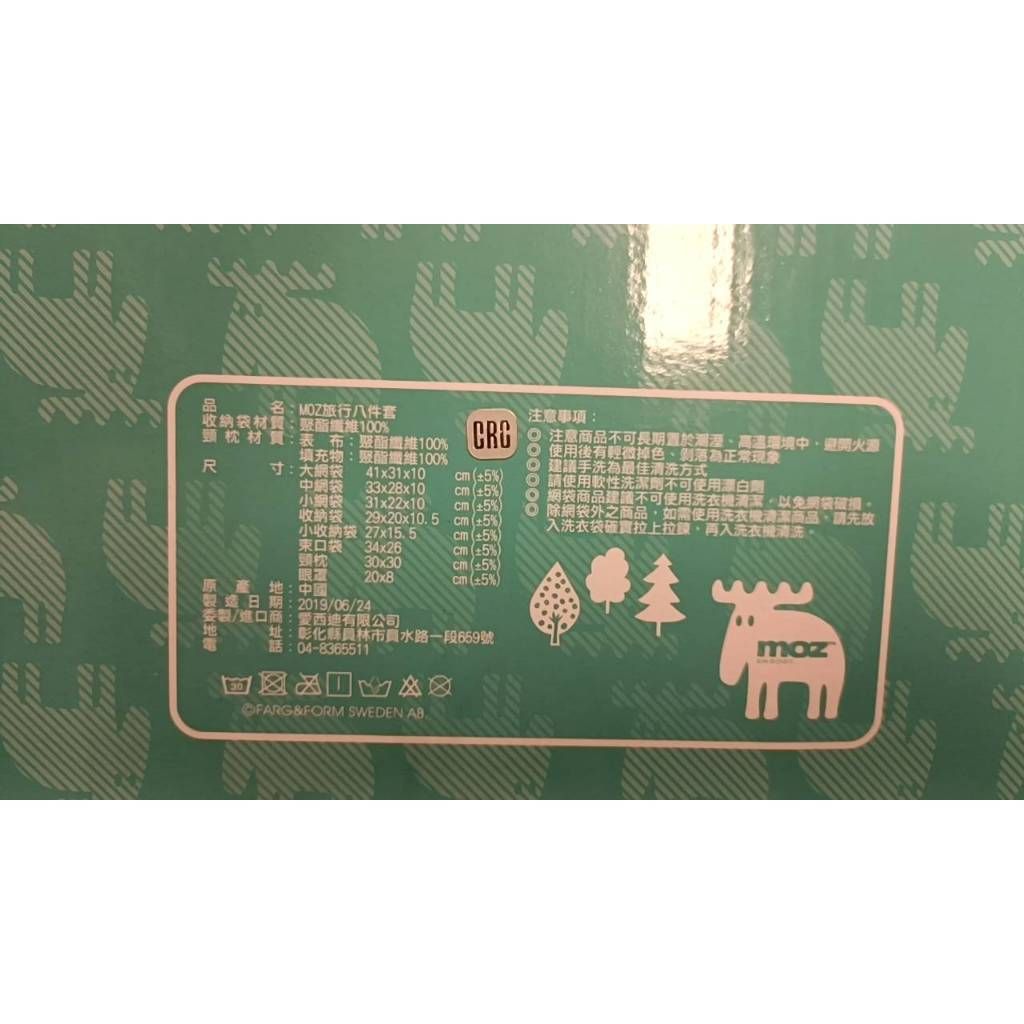 品名：MOZ旅行八件套
收納袋材質：聚酯纖維100%
頸枕材質：表布：聚酯纖維100%
填充物：聚酯纖維100%
尺寸：大網袋 41x31x10 cm(±5%)
中網袋 33x28x10 cm(±5%)
小網袋 31x22x10 cm(±5%)
收納袋 29x20x10.5 cm(±5%)
小收納袋 27x15.5 cm(±5%)
束口袋 34x26 cm(±5%)
頸枕 30x30 cm(±5%)
眼罩 20x8 cm(±5%)
原產地：中國
製造日期：2019/06/24
委製/進口商：愛西迪有限公司
地址：彰化縣員林市員水路一段659號
電話：04-8365511
30
©FARG&FORM SWEDEN AB.
CRC
注意事項：
◎ 注意商品不可長期置於潮溼、高溫環境中，避開火源
◎ 使用後有輕微掉色、剝落為正常現象
◎ 建議手洗為最佳清洗方式
◎ 請使用軟性洗潔劑不可使用漂白劑
◎ 網袋商品建議不可使用洗衣機清潔，以免網袋破損。
◎ 除網袋外之商品，如需使用洗衣機清潔商品，請先放
入洗衣袋確實拉上拉鍊，再入洗衣機清洗。
moz™